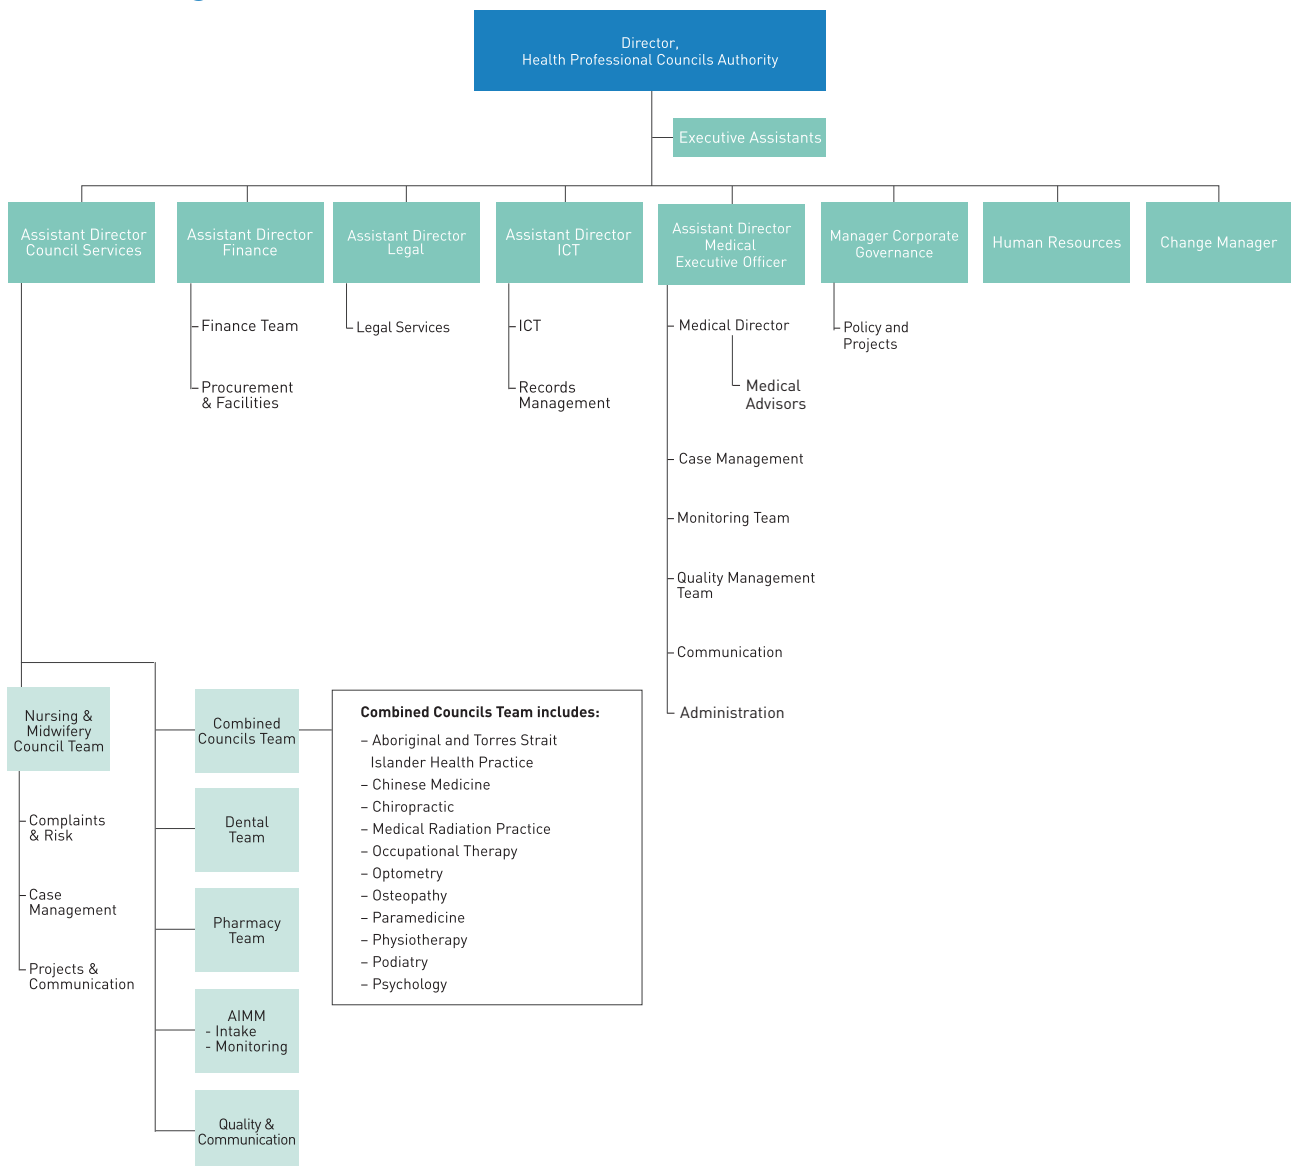 Director,
Health Professional Councils Authority
Executive Assistants
Assistant Director
Council Services
Assistant Director
Finance
Assistant Director
Legal
Assistant Director
ICT
Assistant Director
Medical
Executive Officer
Manager Corporate
Governance
Human Resources
Change Manager
Finance Team
Procurement
& Facilities
Legal Services
ICT
Records
Management
Medical Director
Medical
Advisors
Case Management
Monitoring Team
Quality Management
Team
Communication
Administration
Policy and
Projects
Nursing &
Midwifery
Council Team
Complaints
& Risk
Case
Management
Projects &
Communication
Combined
Councils Team
Dental
Team
Pharmacy
Team
AIMM
- Intake
- Monitoring
Quality &
Communication
Combined Councils Team includes:
– Aboriginal and Torres Strait
Islander Health Practice
– Chinese Medicine
– Chiropractic
– Medical Radiation Practice
– Occupational Therapy
– Optometry
– Osteopathy
– Paramedicine
– Physiotherapy
– Podiatry
– Psychology